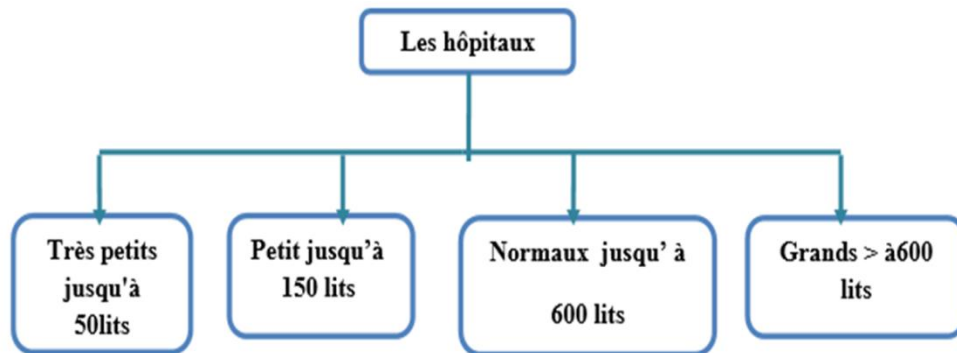 Les hôpitaux
Très petits
jusqu'à
50lits
Petit jusqu’à
150 lits
Normaux jusqu’ à
600 lits
Grands > à600
lits